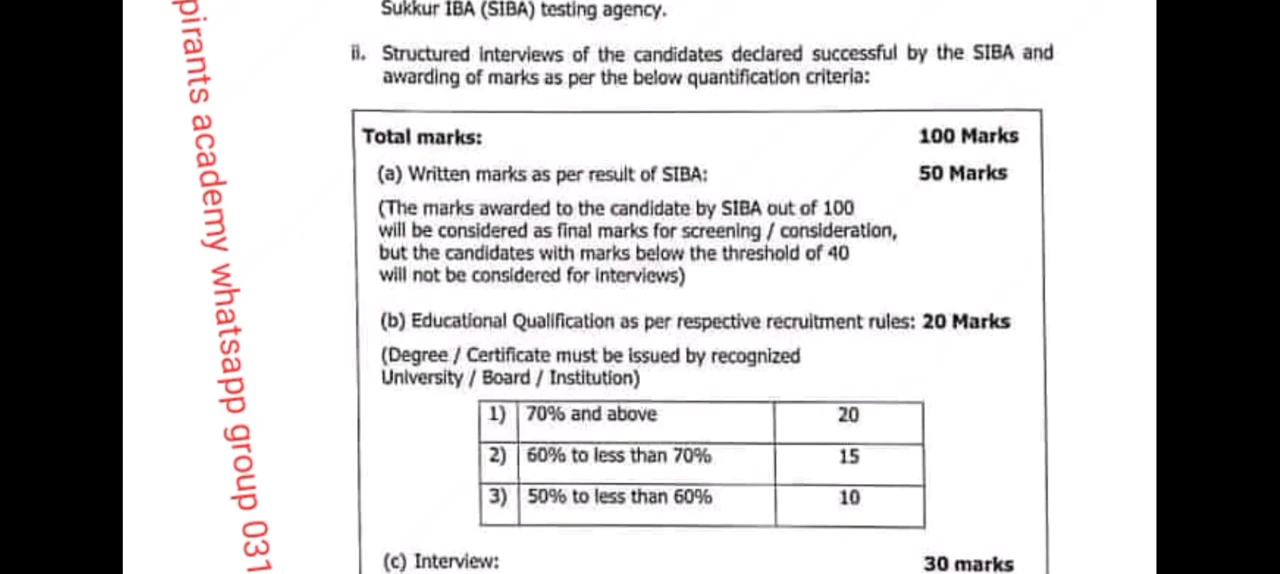 Sukkur IBA (SIBA) testing agency.
ii. Structured interviews of the candidates declared successful by the SIBA and
awarding of marks as per the below quantification criteria:
Total marks: 100 Marks
(a) Written marks as per result of SIBA: 50 Marks
(The marks awarded to the candidate by SIBA out of 100
will be considered as final marks for screening / consideration,
but the candidates with marks below the threshold of 40
will not be considered for interviews)
(b) Educational Qualification as per respective recruitment rules: 20 Marks
(Degree / Certificate must be issued by recognized
University / Board / Institution)
1) 70% and above 20
2) 60% to less than 70% 15
3) 50% to less than 60% 10
(c) Interview: 30 marks
pirants academy whatsapp group 031